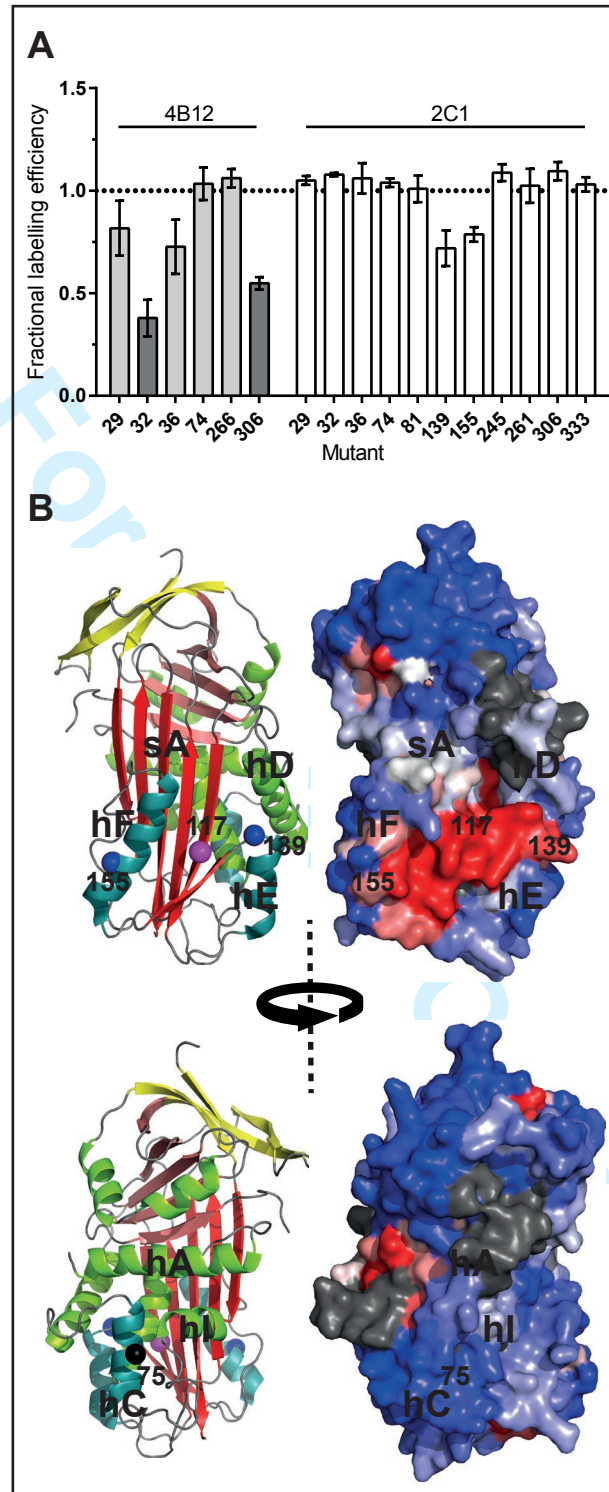 A
4B12
2C1
Fractional labelling efficiency
1.5
1.0
0.5
0.0
29 32 36 74 266 306 29 32 36 74 81 139 155 245 261 306 333
Mutant
B
sA hD hF 117 139 155 hE
sA hD hF 117 139 155 hE
hA hI 75 hC
hA hI 75 hC
For